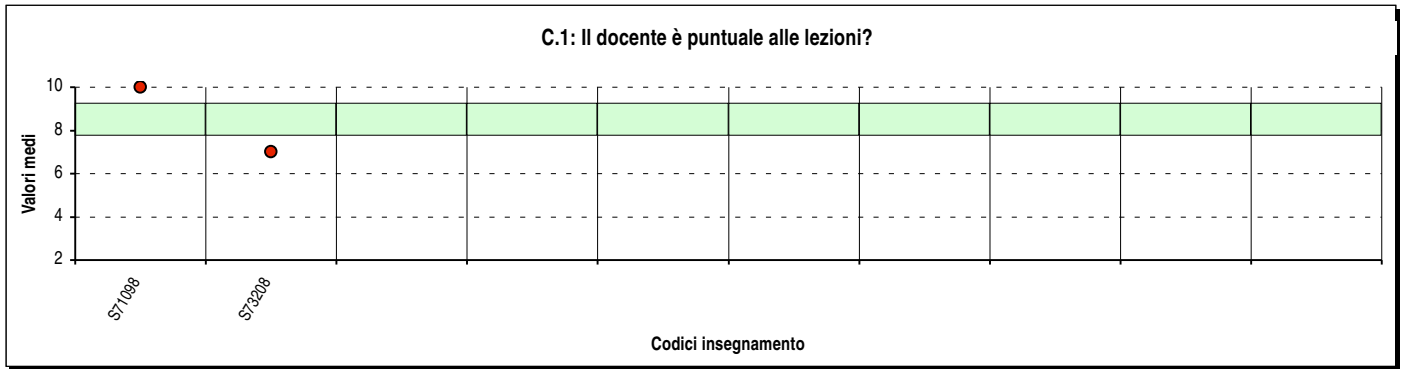 C.1: Il docente è puntuale alle lezioni?
10
8
6
4
2
Valori medi
S71098
S73208
Codici insegnamento